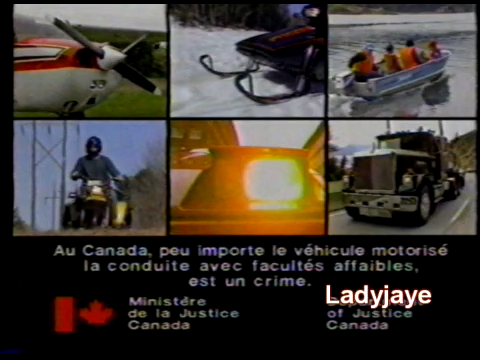 Au Canada, peu importe le véhicule motorisé
la conduite avec facultés affaibles,
est un crime.
Ministère
de la Justice
Canada
of Justice
Canada
Ladyjaye